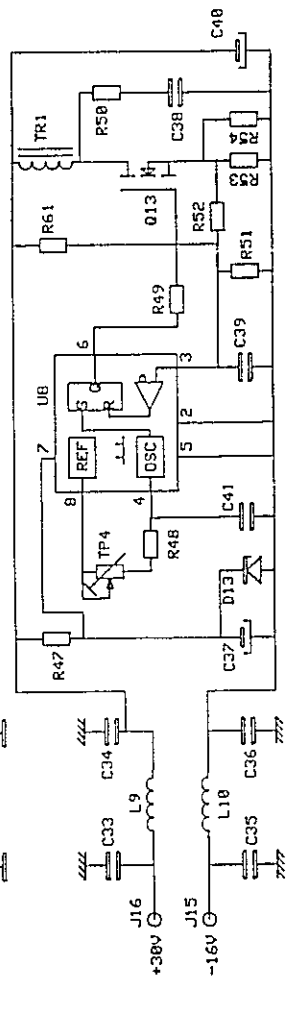 C40
TR1
R50
C38
R54
R53
R61
Q13
R52
R51
R49
6
3
C39
U8
Q
R
2
7
REF
OSC
5
8
4
TP4
R48
C41
D13
R47
C37
C34
L9
C36
L10
C33
C35
J16
+30V
J15
-16V